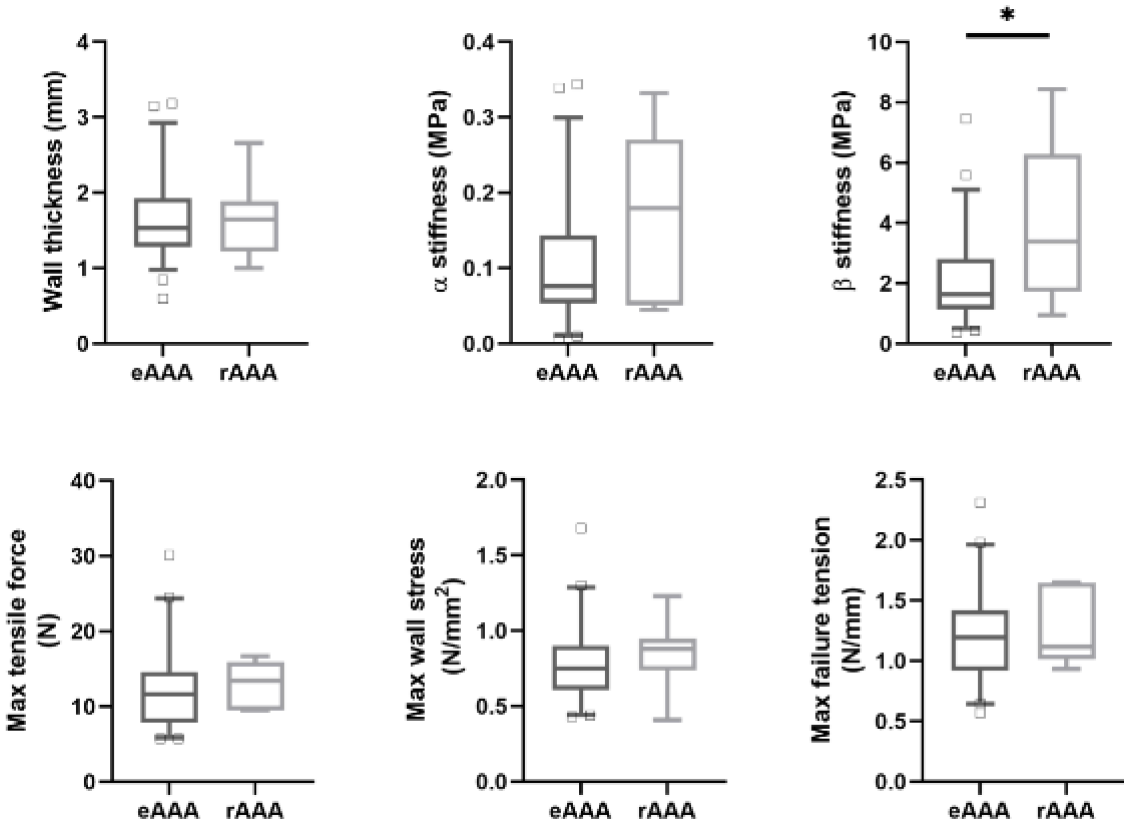 *
Wall thickness (mm)
4
3
2
1
0
eAAA rAAA
α stiffness (MPa)
0.4
0.3
0.2
0.1
0.0
eAAA rAAA
β stiffness (MPa)
10
8
6
4
2
0
eAAA rAAA
Max tensile force
(N)
40
30
20
10
0
eAAA rAAA
Max wall stress
(N/mm²)
2.0
1.5
1.0
0.5
0.0
eAAA rAAA
Max failure tension
(N/mm)
2.5
2.0
1.5
1.0
0.5
0.0
eAAA rAAA